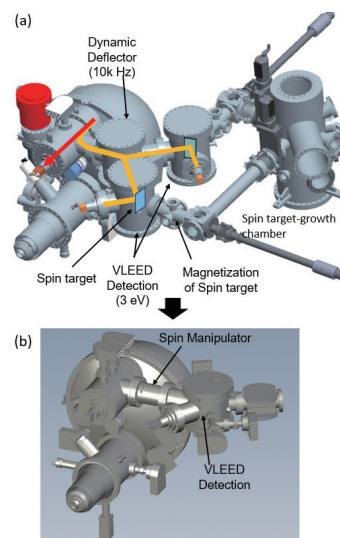 (a)
Dynamic
Deflector
(10k Hz)
Spin target-growth
chamber
Spin target
VLEED
Detection
(3 eV)
Magnetization
of Spin target
(b)
Spin Manipulator
VLEED
Detection